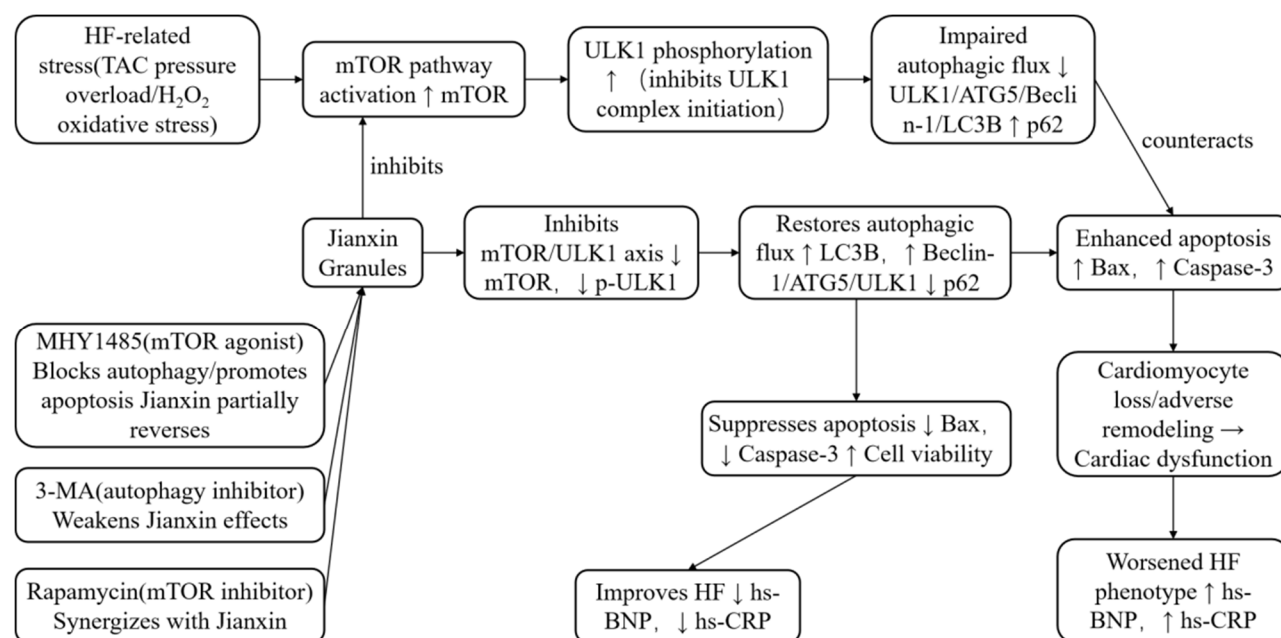 HF-related
stress(TAC pressure
overload/H₂O₂
oxidative stress)
mTOR pathway
activation ↑ mTOR
ULK1 phosphorylation
↑ (inhibits ULK1
complex initiation)
Impaired
autophagic flux ↓
ULK1/ATG5/Becli
n-1/LC3B ↑ p62
inhibits
counteracts
Jianxin
Granules
Inhibits
mTOR/ULK1 axis ↓
mTOR, ↓ p-ULK1
Restores autophagic
flux ↑ LC3B, ↑ Beclin-
1/ATG5/ULK1 ↓ p62
Enhanced apoptosis
↑ Bax, ↑ Caspase-3
MHY1485(mTOR agonist)
Blocks autophagy/promotes
apoptosis Jianxin partially
reverses
Suppresses apoptosis ↓ Bax,
↓ Caspase-3 ↑ Cell viability
Cardiomyocyte
loss/adverse
remodeling →
Cardiac dysfunction
3-MA(autophagy inhibitor)
Weakens Jianxin effects
Rapamycin(mTOR inhibitor)
Synergizes with Jianxin
Improves HF ↓ hs-
BNP, ↓ hs-CRP
Worsened HF
phenotype ↑ hs-
BNP, ↑ hs-CRP